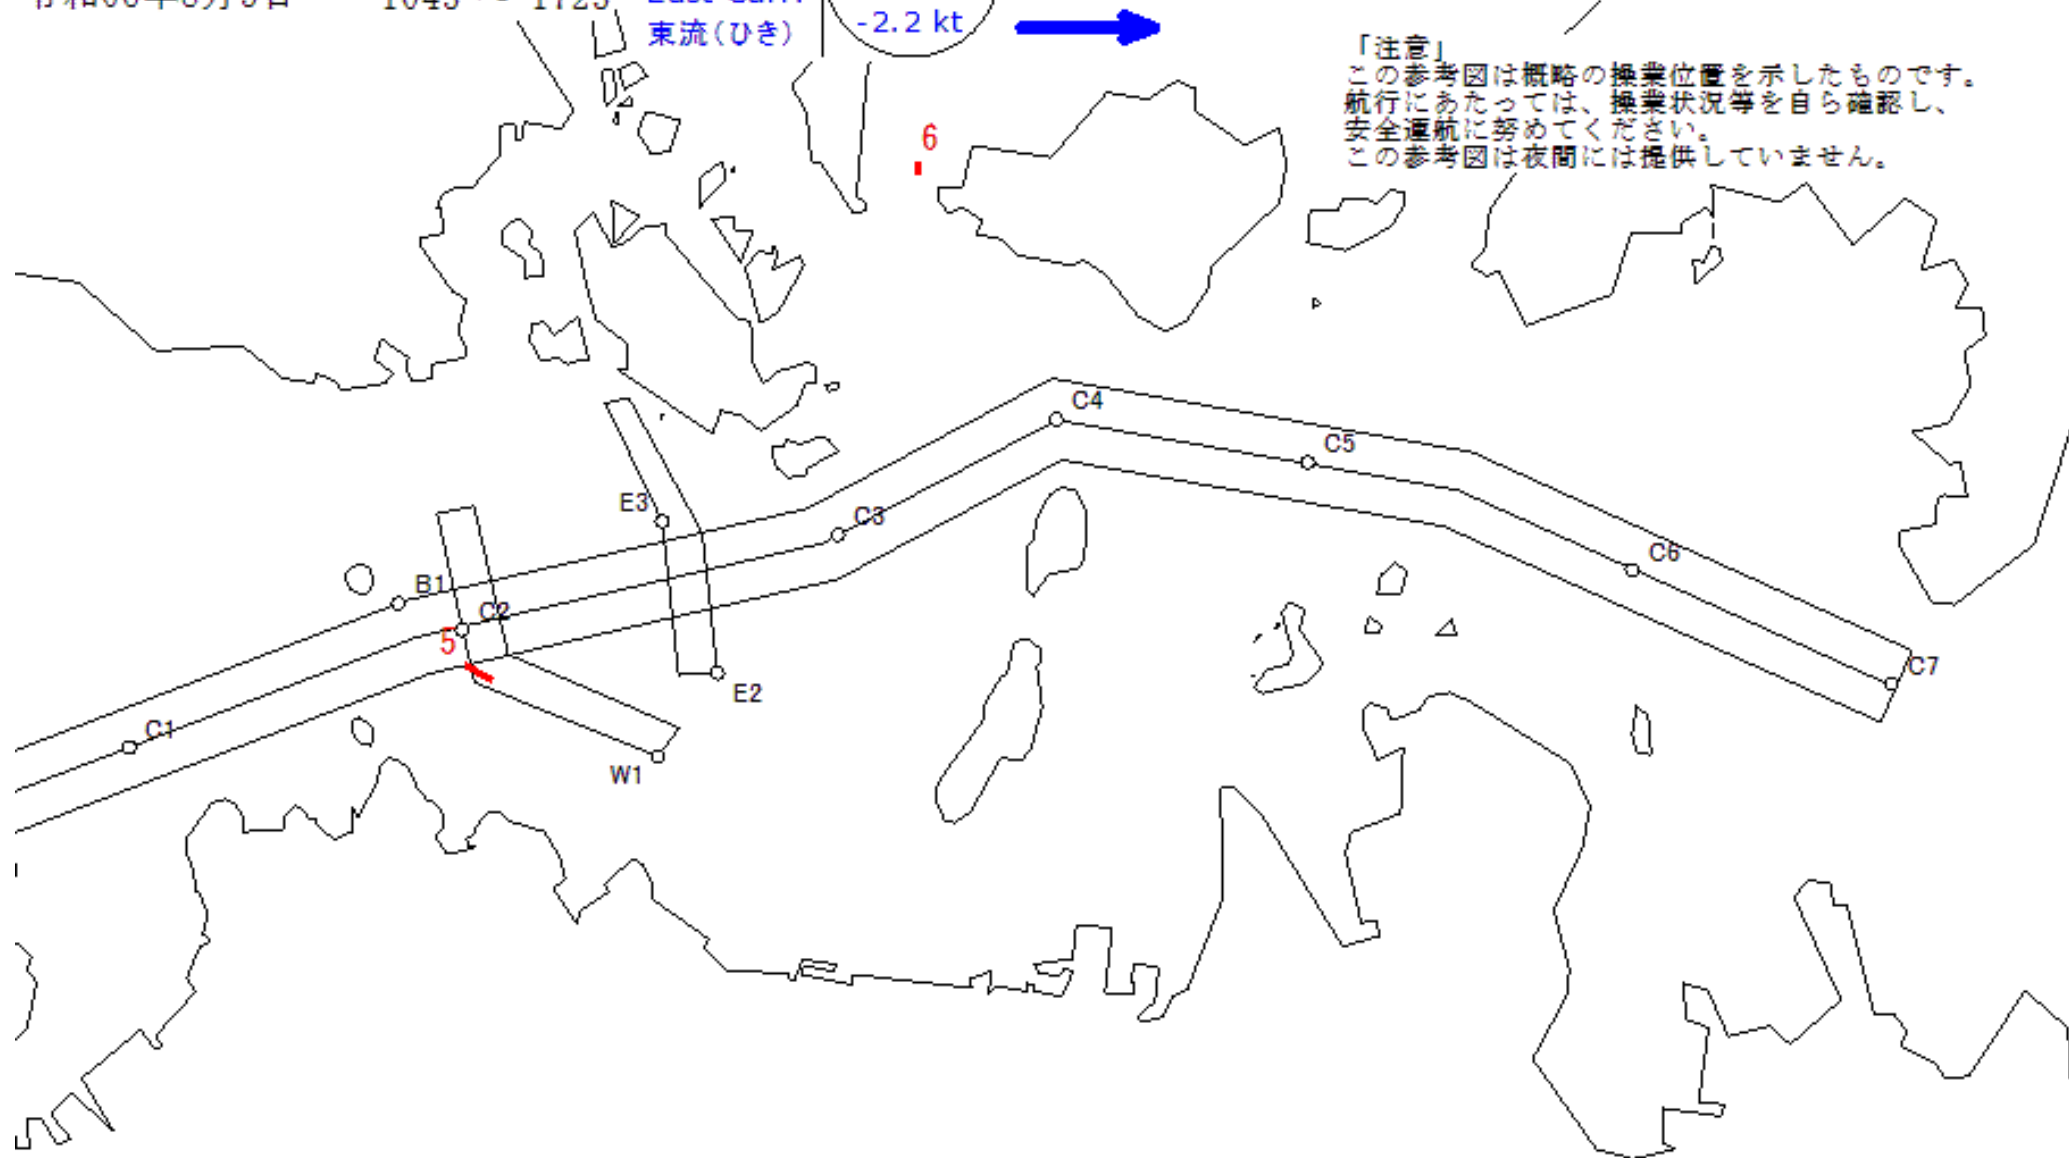 -2.2 kt
東流(ひき)
「注意」
この参考図は概略の操業位置を示したものです。
航行にあたっては、操業状況等を自ら確認し、
安全運航に努めてください。
この参考図は夜間には提供していません。
6
C4
C5
E3
C3
C6
B1
C2
5
C7
E2
C1
W1